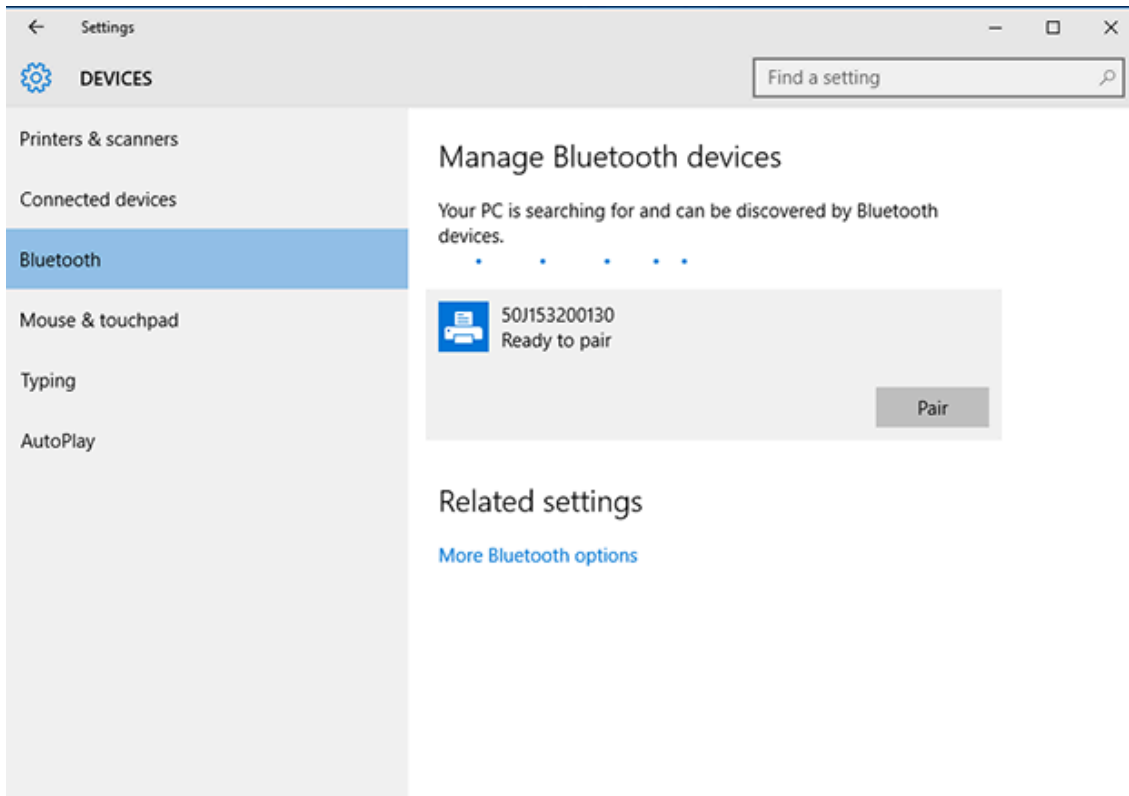 Settings
DEVICES
Find a setting
Printers & scanners
Connected devices
Bluetooth
Mouse & touchpad
Typing
AutoPlay
Manage Bluetooth devices
Your PC is searching for and can be discovered by Bluetooth
devices.
50J153200130
Ready to pair
Pair
Related settings
More Bluetooth options